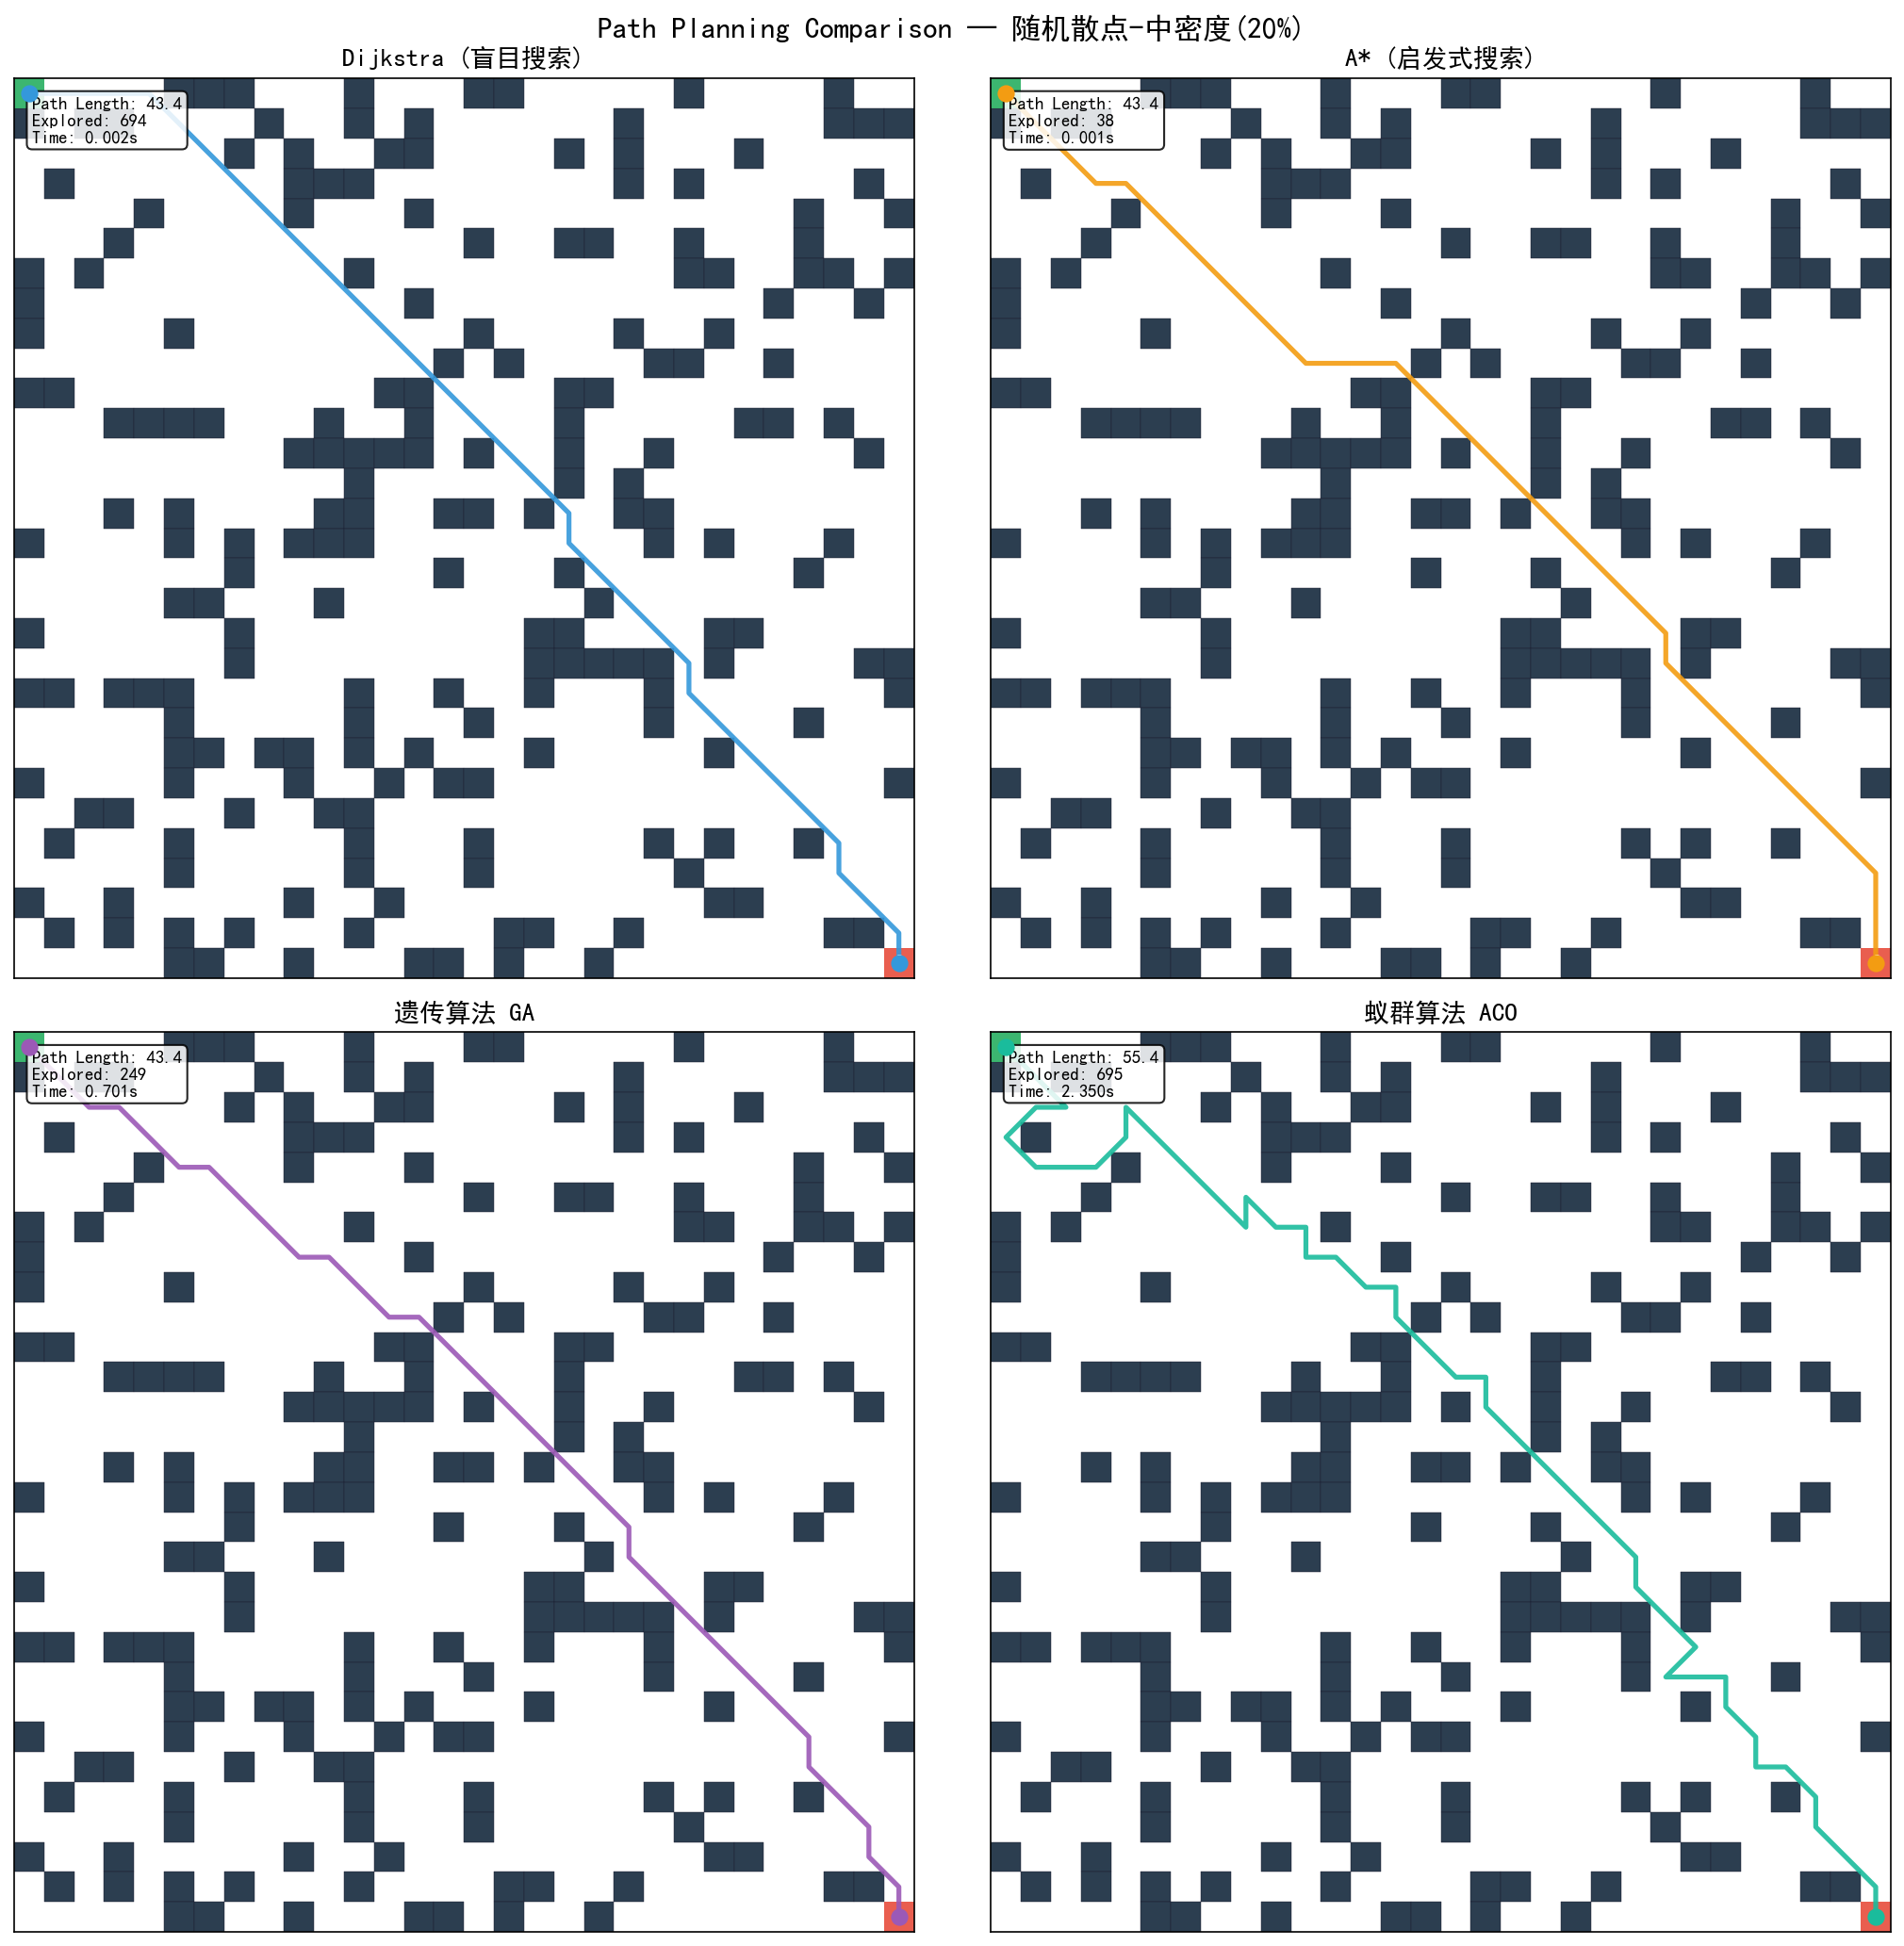 Path Planning Comparison — 随机散点-中密度(20%)
Dijkstra (盲目搜索)
Path Length: 43.4
Explored: 694
Time: 0.002s
A* (启发式搜索)
Path Length: 43.4
Explored: 38
Time: 0.001s
遗传算法 GA
Path Length: 43.4
Explored: 249
Time: 0.701s
蚁群算法 ACO
Path Length: 55.4
Explored: 695
Time: 2.350s